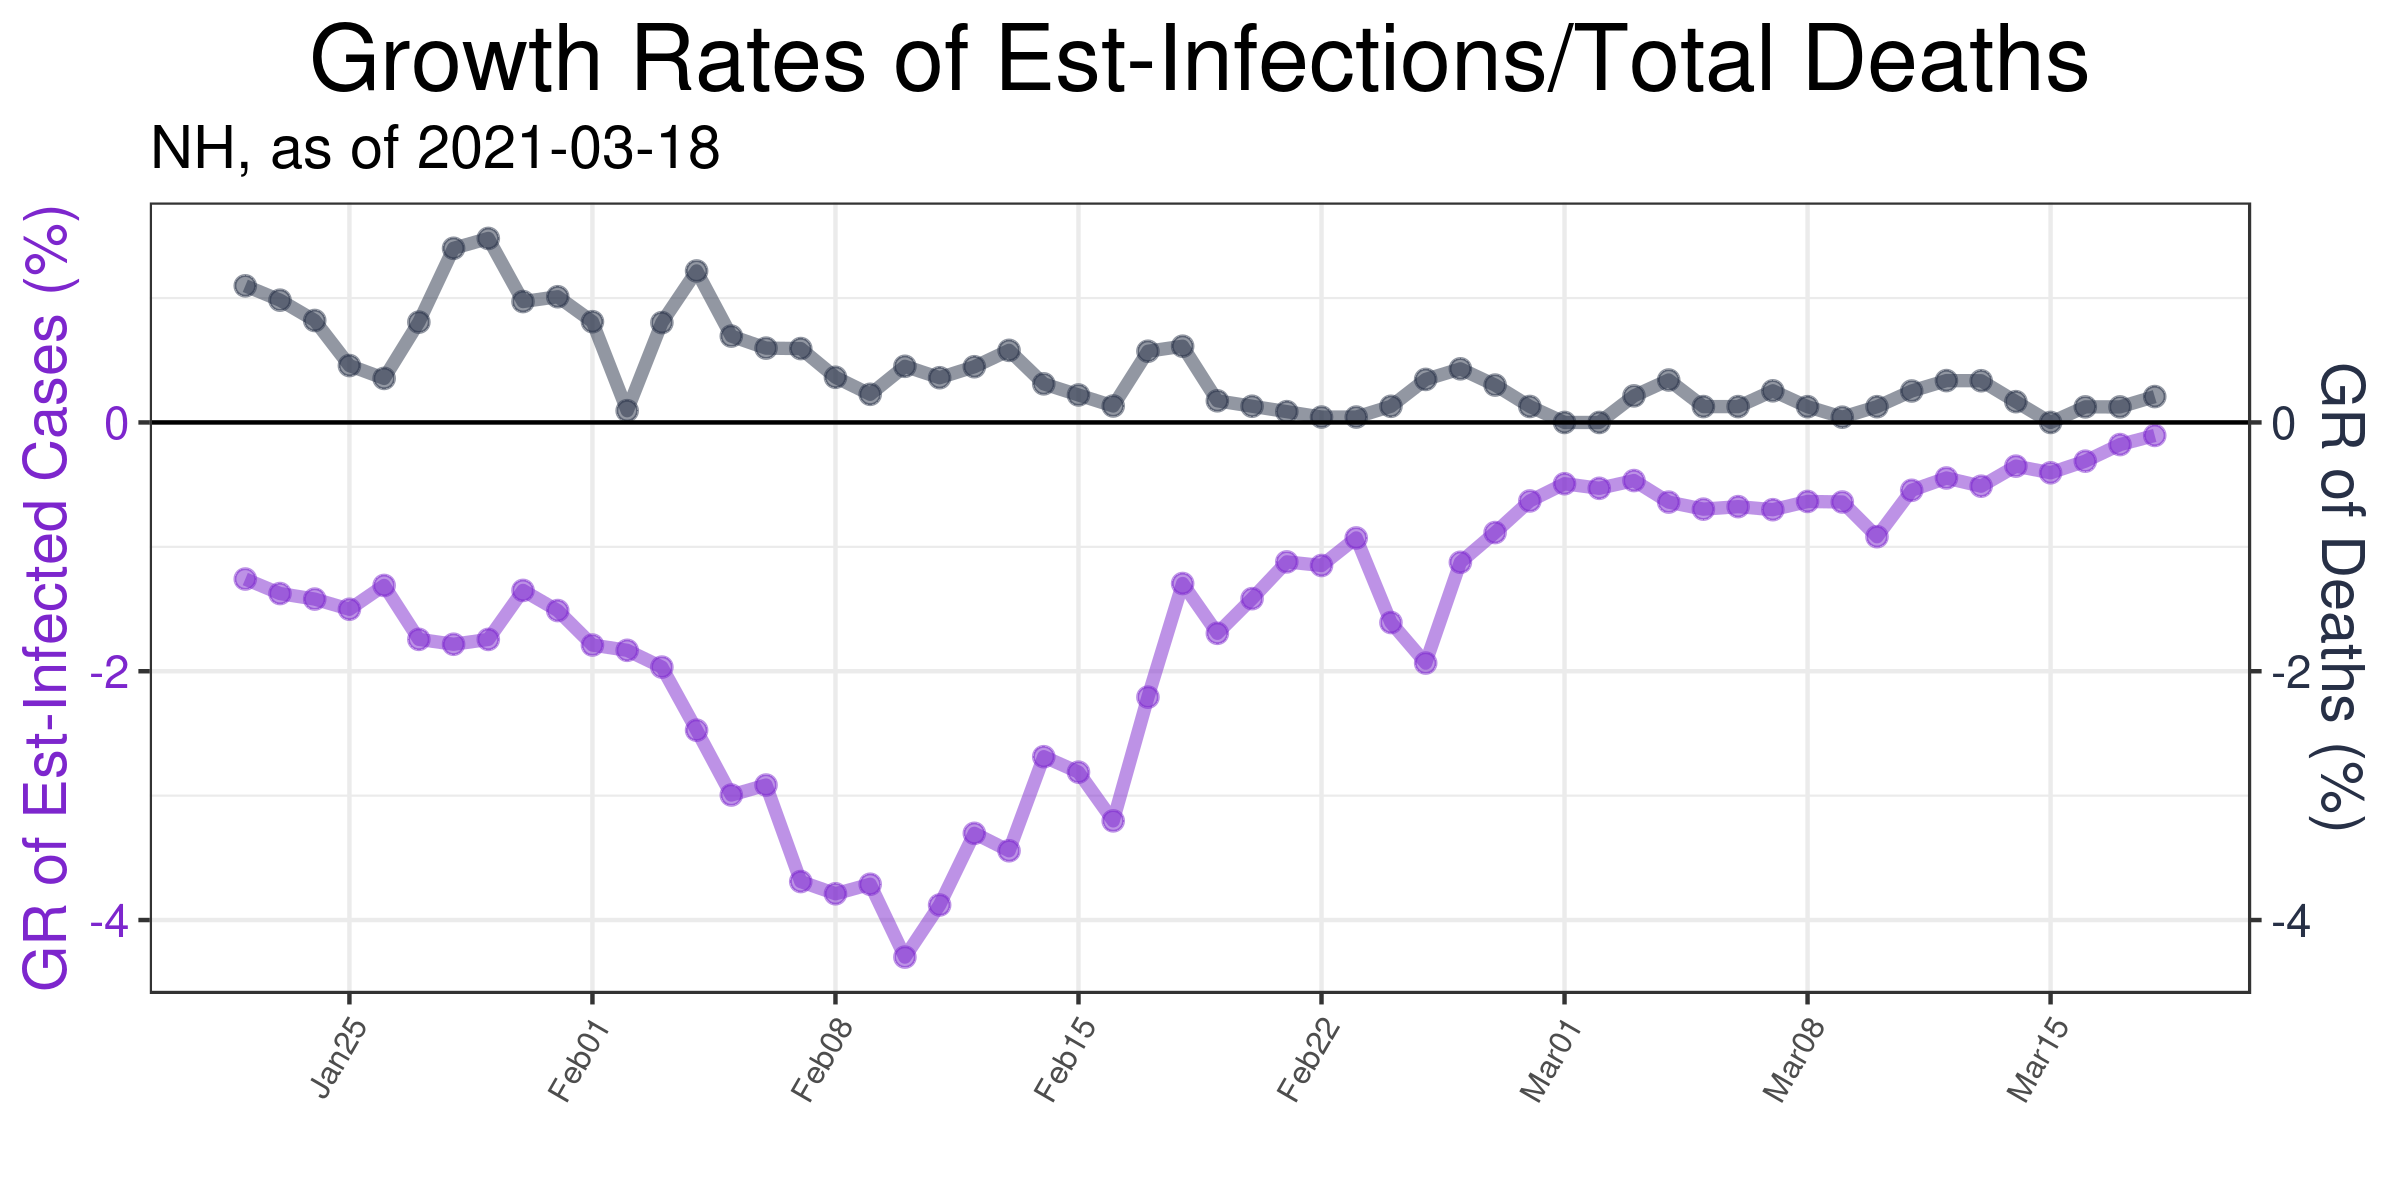 Growth Rates of Est-Infections/Total Deaths
NH, as of 2021-03-18
GR of Est-Infected Cases (%)
0
-2
-4
0
-2
-4
GR of Deaths (%)
Jan25
Feb01
Feb08
Feb15
Feb22
Mar01
Mar08
Mar15